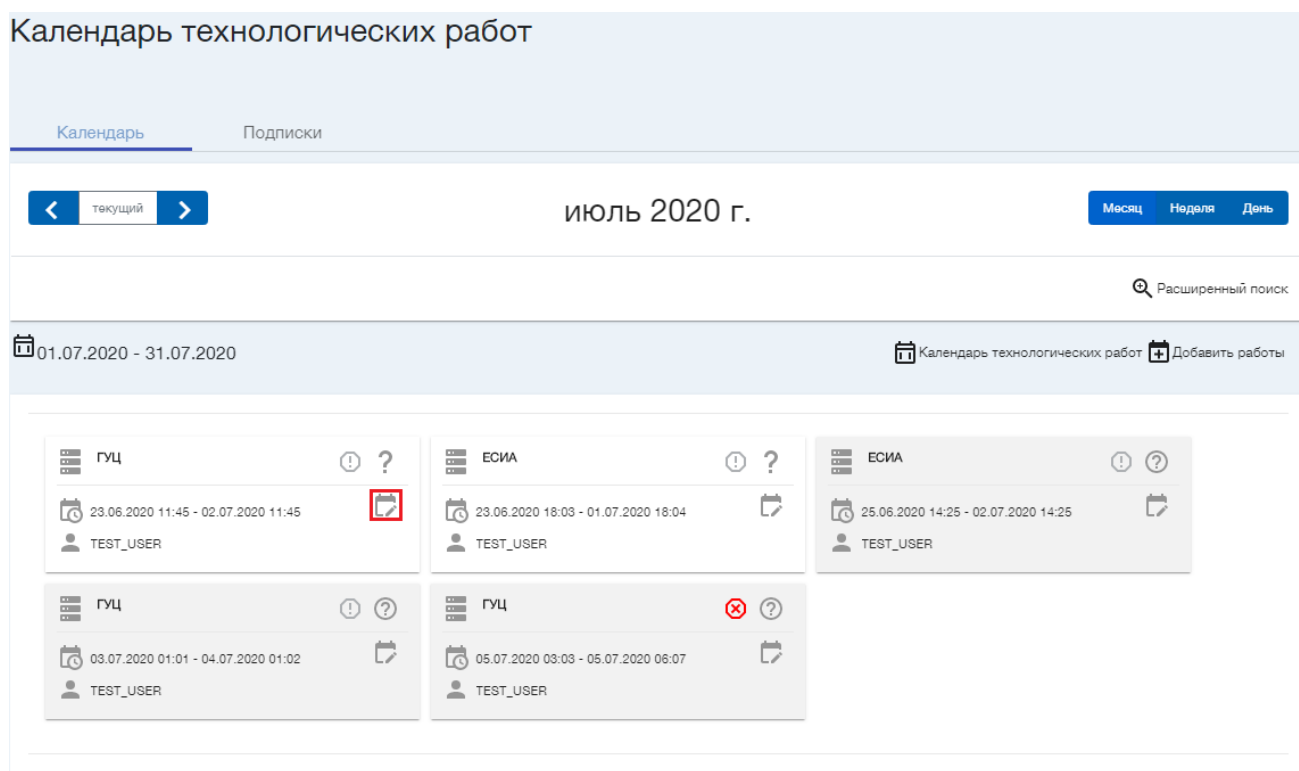 Календарь технологических работ
Календарь Подписки
текущий июль 2020 г. Месяц Неделя День
Расширенный поиск
01.07.2020 - 31.07.2020 Календарь технологических работ Добавить работы
ГУЦ ЕСИА ЕСИА
23.06.2020 11:45 - 02.07.2020 11:45 23.06.2020 18:03 - 01.07.2020 18:04 25.06.2020 14:25 - 02.07.2020 14:25
TEST_USER TEST_USER TEST_USER
ГУЦ ГУЦ
03.07.2020 01:01 - 04.07.2020 01:02 05.07.2020 03:03 - 05.07.2020 06:07
TEST_USER TEST_USER